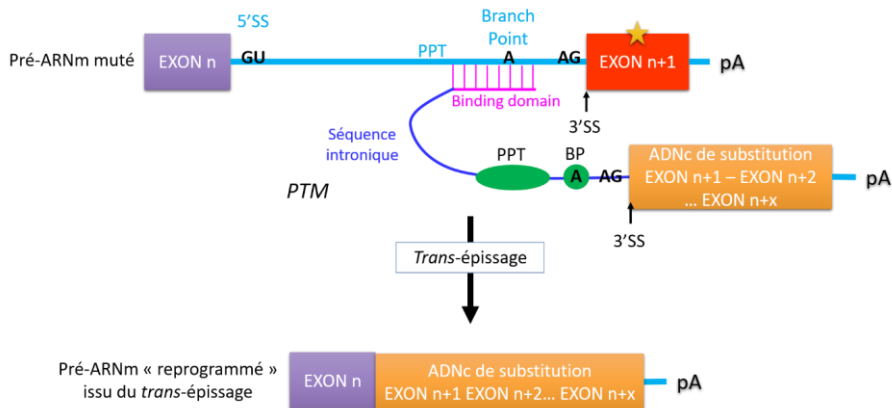 5'SS
Branch
Point
Pré-ARNm muté
EXON n
GU
PPT
A
AG
EXON n+1
pA
Binding domain
3'SS
Séquence
intronique
PPT
BP
A
AG
ADNc de substitution
EXON n+1 – EXON n+2
... EXON n+x
pA
PTM
3'SS
Trans-épissage
Pré-ARNm « reprogrammé »
issu du trans-épissage
EXON n
ADNc de substitution
EXON n+1 EXON n+2... EXON n+x
pA